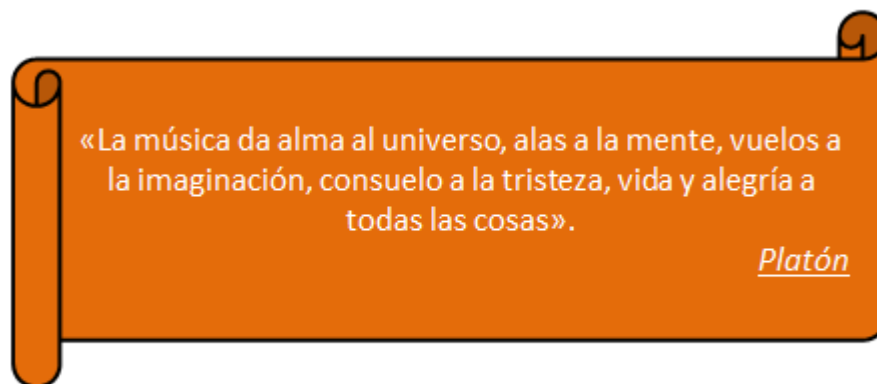 «La música da alma al universo, alas a la mente, vuelos a
la imaginación, consuelo a la tristeza, vida y alegría a
todas las cosas».
Platón